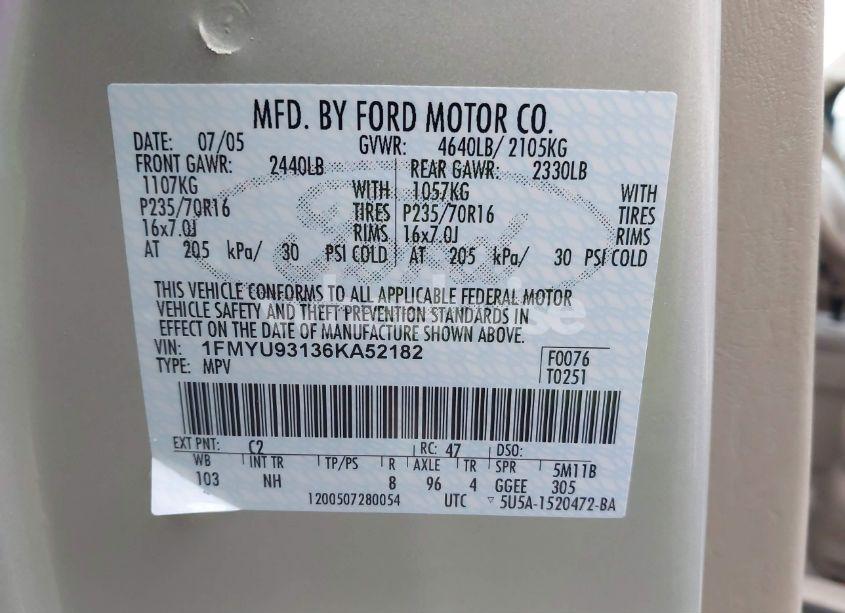 MFD. BY FORD MOTOR CO.
DATE: 07/05 GVWR: 4640LB/ 2105KG
FRONT GAWR: 2440LB REAR GAWR: 2330LB
1107KG WITH 1057KG WITH
P235/70R16 TIRES P235/70R16 TIRES
16x7.0J RIMS 16x7.0J RIMS
AT 205 kPa/ 30 PSI COLD AT 205 kPa/ 30 PSI COLD
THIS VEHICLE CONFORMS TO ALL APPLICABLE FEDERAL MOTOR
VEHICLE SAFETY AND THEFT PREVENTION STANDARDS IN
EFFECT ON THE DATE OF MANUFACTURE SHOWN ABOVE.
VIN: 1FMYU93136KA52182 F0076
TYPE: MPV T0251
EXT PNT: C2 RC: 47 DSO:
WB INT TR TP/PS R AXLE TR SPR 5M11B
103 NH 8 96 4 GGEE 305
1200507280054 UTC ▽ 5U5A-1520472-BA